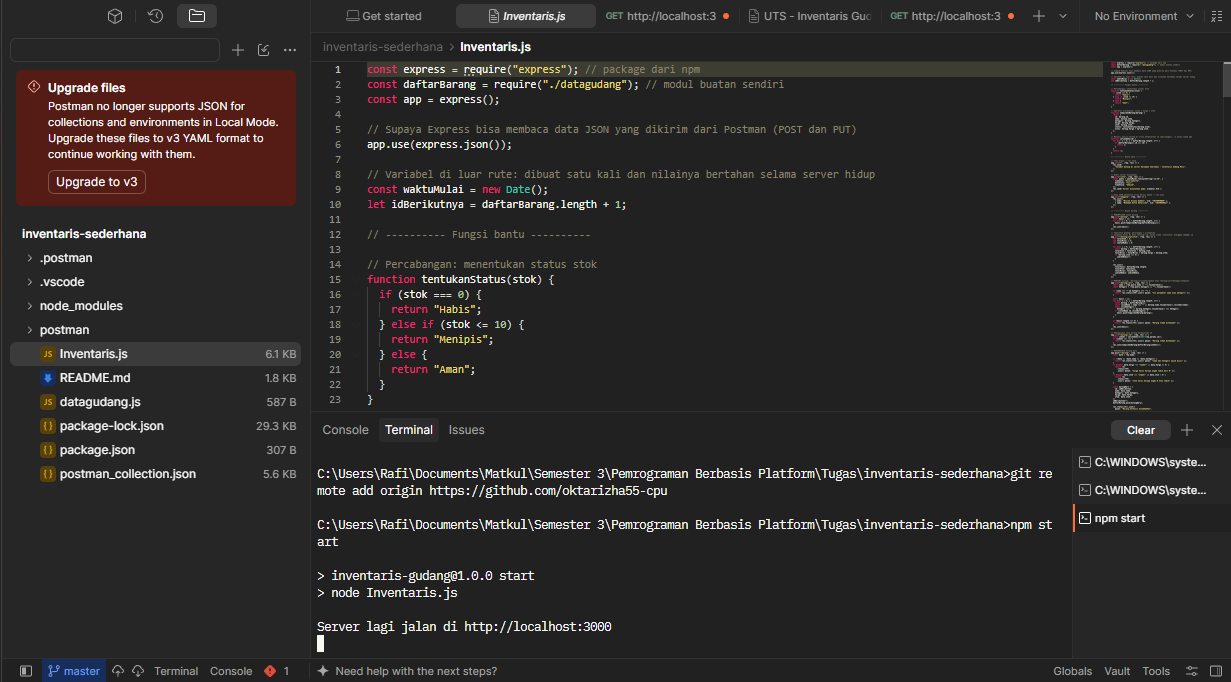 Get started
Inventaris.js
GET http://localhost:3
UTS - Inventaris Guc
GET http://localhost:3
No Environment
inventaris-sederhana > Inventaris.js
Upgrade files
Postman no longer supports JSON for
collections and environments in Local Mode.
Upgrade these files to v3 YAML format to
continue working with them.
Upgrade to v3
inventaris-sederhana
.postman
.vscode
node_modules
postman
Inventaris.js 6.1 KB
README.md 1.8 KB
datagudang.js 587 B
package-lock.json 29.3 KB
package.json 307 B
postman_collection.json 5.6 KB
1 const express = require("express"); // package dari npm
2 const daftarBarang = require("./datagudang"); // modul buatan sendiri
3 const app = express();
4
5 // Supaya Express bisa membaca data JSON yang dikirim dari Postman (POST dan PUT)
6 app.use(express.json());
7
8 // Variabel di luar rute: dibuat satu kali dan nilainya bertahan selama server hidup
9 const waktuMulai = new Date();
10 let idBerikutnya = daftarBarang.length + 1;
11
12 // ---------- Fungsi bantu ----------
13
14 // Percabangan: menentukan status stok
15 function tentukanStatus(stok) {
16 if (stok === 0) {
17 return "Habis";
18 } else if (stok <= 10) {
19 return "Menipis";
20 } else {
21 return "Aman";
22 }
23 }
Console Terminal Issues
Clear
C:\Users\Rafi\Documents\Matkul\Semester 3\Pemrograman Berbasis Platform\Tugas\inventaris-sederhana>git re
mote add origin https://github.com/oktarizha55-cpu
C:\Users\Rafi\Documents\Matkul\Semester 3\Pemrograman Berbasis Platform\Tugas\inventaris-sederhana>npm st
art
> inventaris-gudang@1.0.0 start
> node Inventaris.js
Server lagi jalan di http://localhost:3000
C:\WINDOWS\syste...
C:\WINDOWS\syste...
npm start
master
Terminal
Console
1
Need help with the next steps?
Globals
Vault
Tools